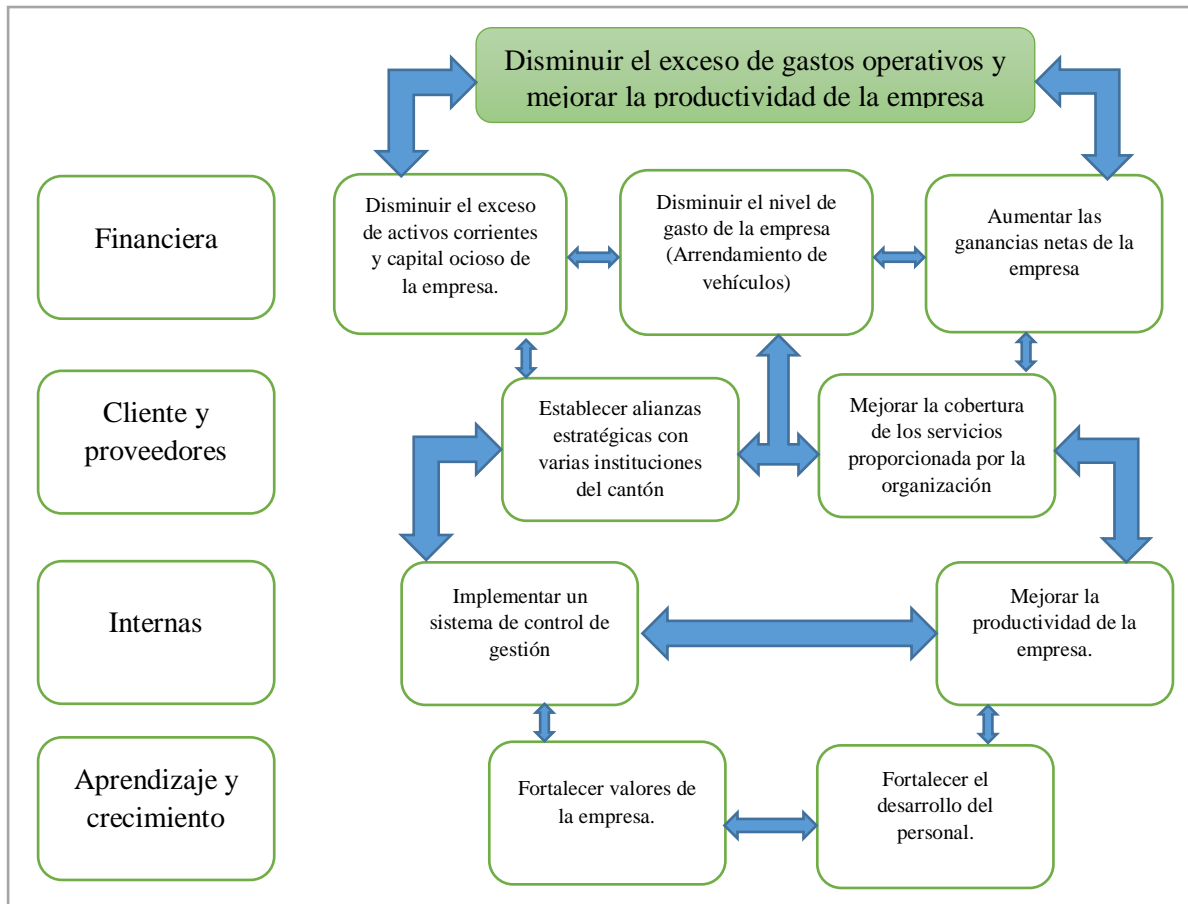 Disminuir el exceso de gastos operativos y
mejorar la productividad de la empresa
Financiera
Disminuir el exceso
de activos corrientes
y capital ocioso de
la empresa.
Disminuir el nivel de
gasto de la empresa
(Arrendamiento de
vehículos)
Aumentar las
ganancias netas de la
empresa
Cliente y
proveedores
Establecer alianzas
estratégicas con
varias instituciones
del cantón
Mejorar la cobertura
de los servicios
proporcionada por la
organización
Internas
Implementar un
sistema de control de
gestión
Mejorar la
productividad de la
empresa.
Aprendizaje y
crecimiento
Fortalecer valores de
la empresa.
Fortalecer el
desarrollo del
personal.